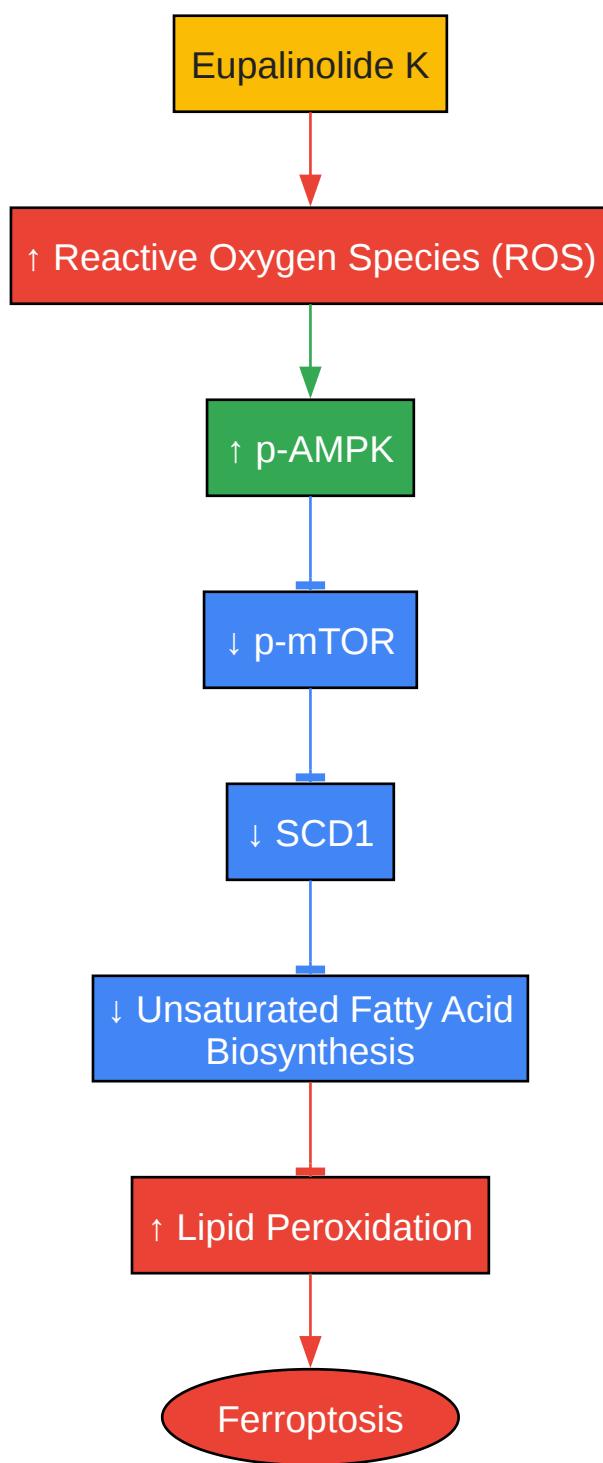 Eupalinolide K
↑ Reactive Oxygen Species (ROS)
↑ p-AMPK
↓ p-mTOR
↓ SCD1
↓ Unsaturated Fatty Acid
Biosynthesis
↑ Lipid Peroxidation
Ferroptosis